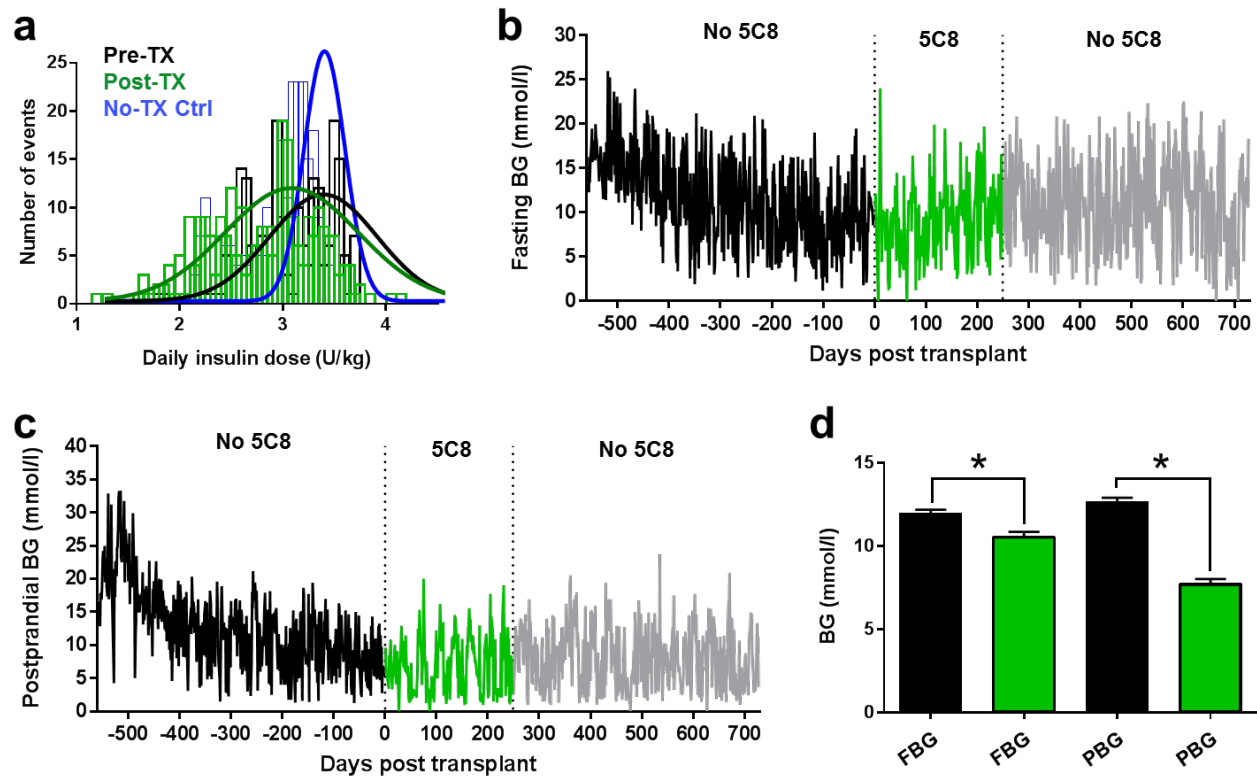 a
Pre-TX
Post-TX
No-TX Ctrl
Number of events
25
20
15
10
5
0
1 2 3 4
Daily insulin dose (U/kg)
b
No 5C8 5C8 No 5C8
Fasting BG (mmol/l)
30
25
20
15
10
5
0
-500 -400 -300 -200 -100 0 100 200 300 400 500 600 700
Days post transplant
c
No 5C8 5C8 No 5C8
Postprandial BG (mmol/l)
40
35
30
25
20
15
10
5
0
-500 -400 -300 -200 -100 0 100 200 300 400 500 600 700
Days post transplant
d
* *
BG (mmol/l)
15
10
5
0
FBG FBG PBG PBG